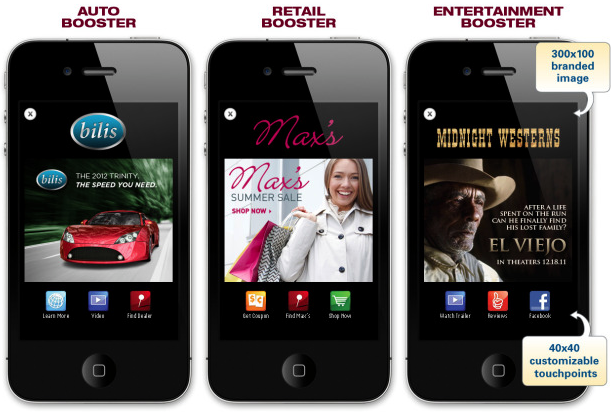 AUTO
BOOSTER
x
bilis
bilis
THE 2012 TRINITY.
THE SPEED YOU NEED.
Learn More
Video
Find Dealer
RETAIL
BOOSTER
x
Max's
Max's
SUMMER SALE
SHOP NOW
Get Coupon
Find Max's
Shop Now
ENTERTAINMENT
BOOSTER
300x100
branded
image
x
MIDNIGHT WESTERNS
AFTER A LIFE
SPENT ON THE RUN
CAN HE FINALLY FIND
HIS LOST FAMILY?
EL VIEJO
IN THEATERS 12.18.11
Watch Trailer
Reviews
f
Facebook
40x40
customizable
touchpoints